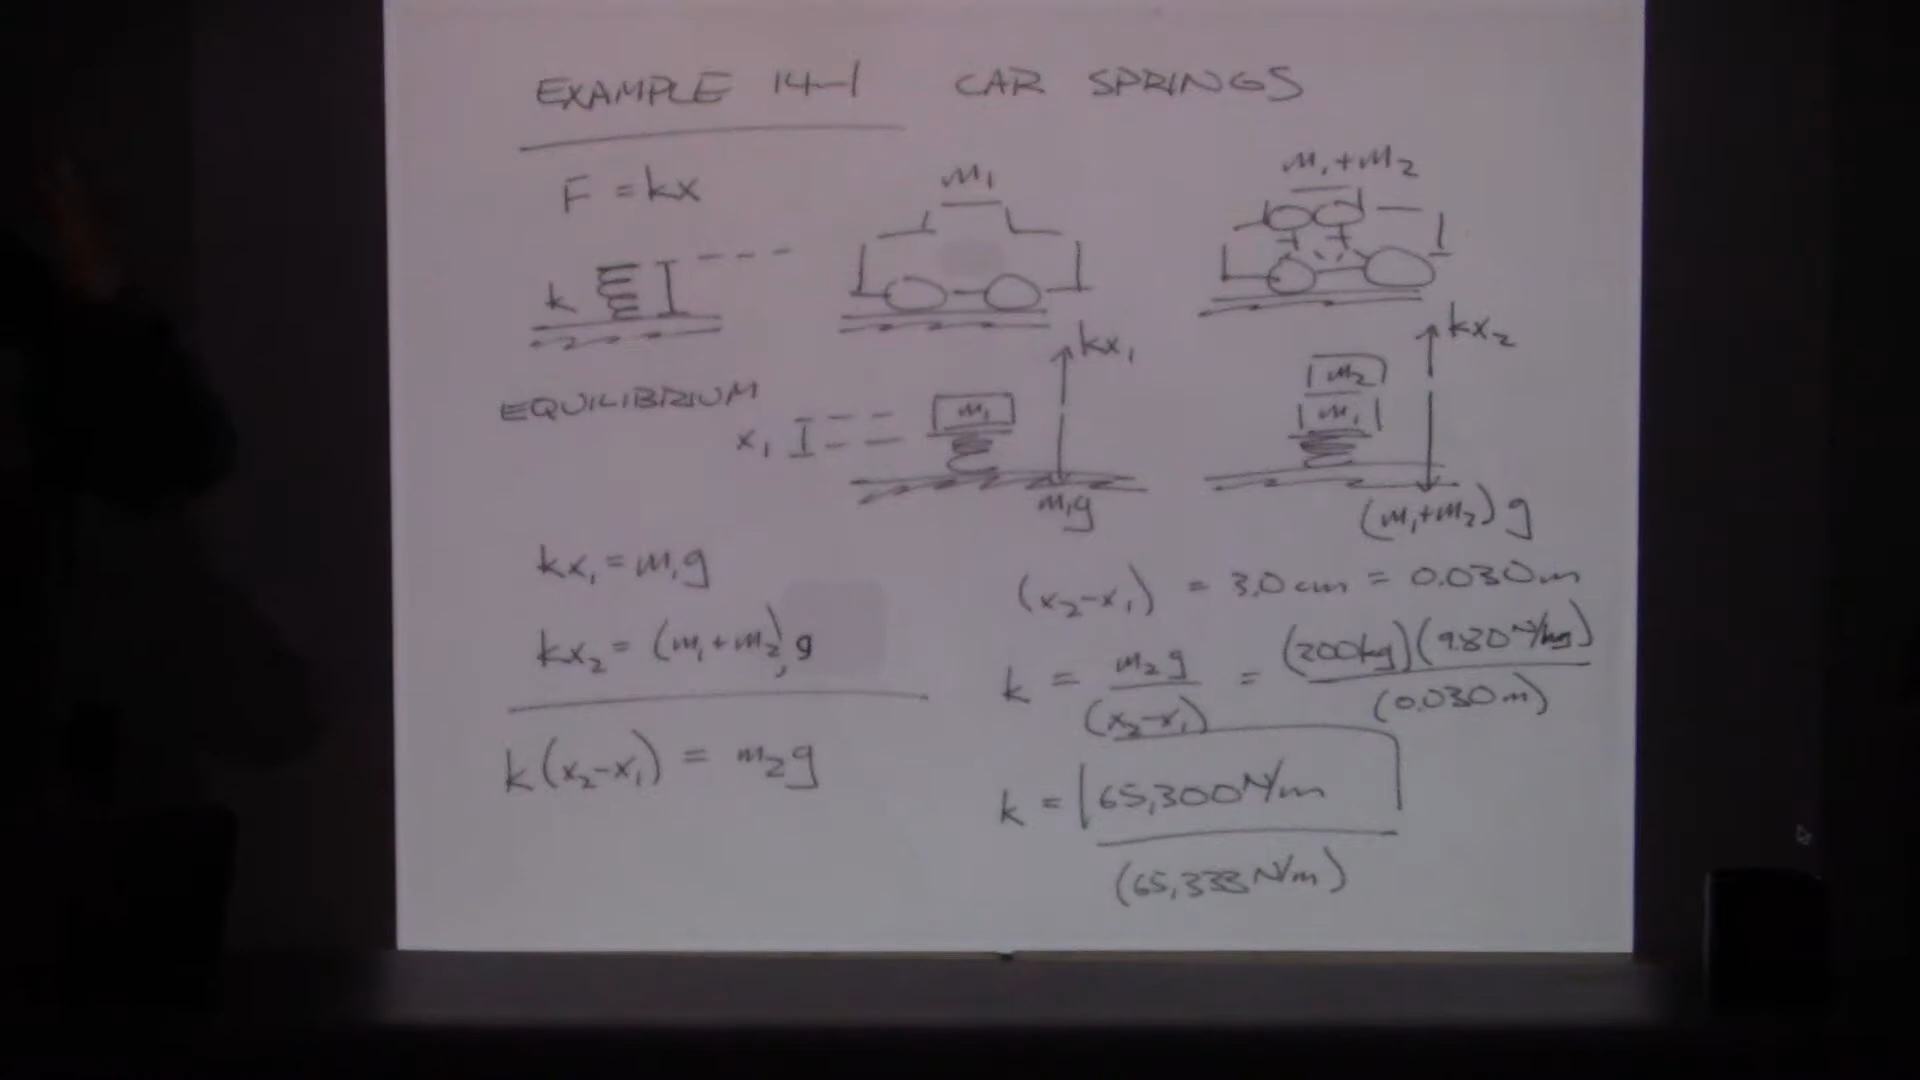 EXAMPLE 14-1 CAR SPRINGS
F = kx
m₁
m₁+m₂
k
kx₁
kx₂
EQUILIBRIUM
x₁
m₁
m₂
m₁
m₁g
(m₁+m₂)g
kx₁ = m₁g
kx₂ = (m₁+m₂)g
k(x₂-x₁) = m₂g
(x₂-x₁) = 3.0 cm = 0.030 m
k = m₂g / (x₂-x₁) = (200kg)(9.80 N/kg) / (0.030 m)
k = 65,300 N/m
(65,333 N/m)